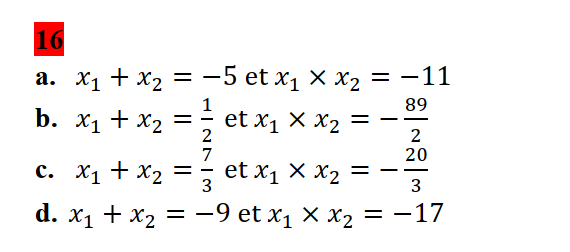 16
a. x₁ + x₂ = −5 et x₁ × x₂ = −11
b. x₁ + x₂ = 1/2 et x₁ × x₂ = −89/2
c. x₁ + x₂ = 7/3 et x₁ × x₂ = −20/3
d. x₁ + x₂ = −9 et x₁ × x₂ = −17